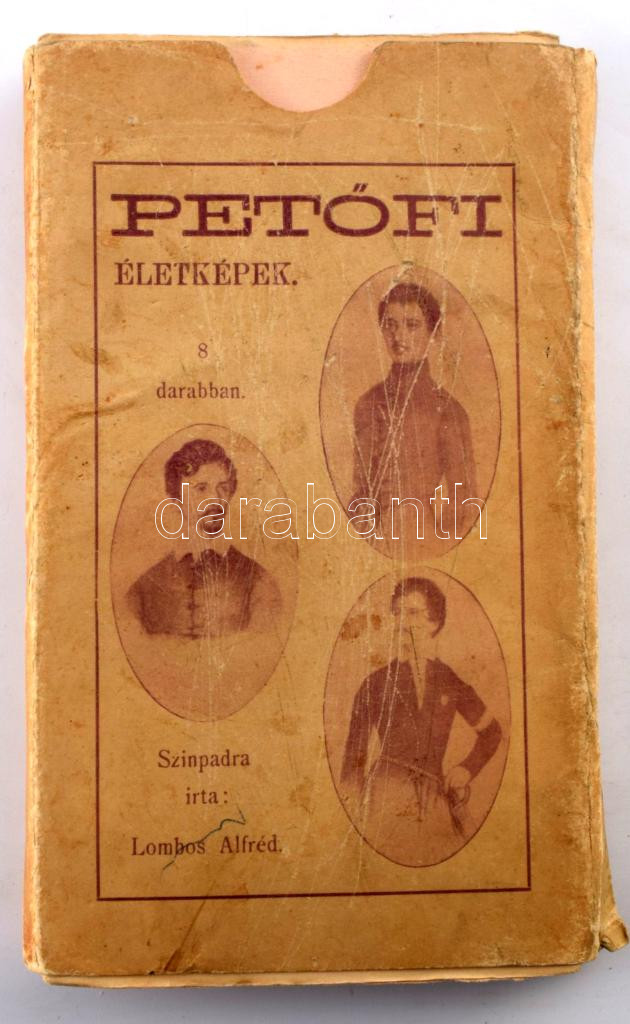 PETŐFI
ÉLETKÉPEK.
8
darabban.
darabanth
Szinpadra
irta:
Lombos Alfréd.